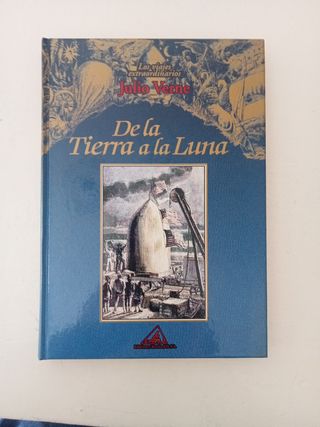 Los viajes
extraordinarios
Julio Verne
De la
Tierra a la Luna